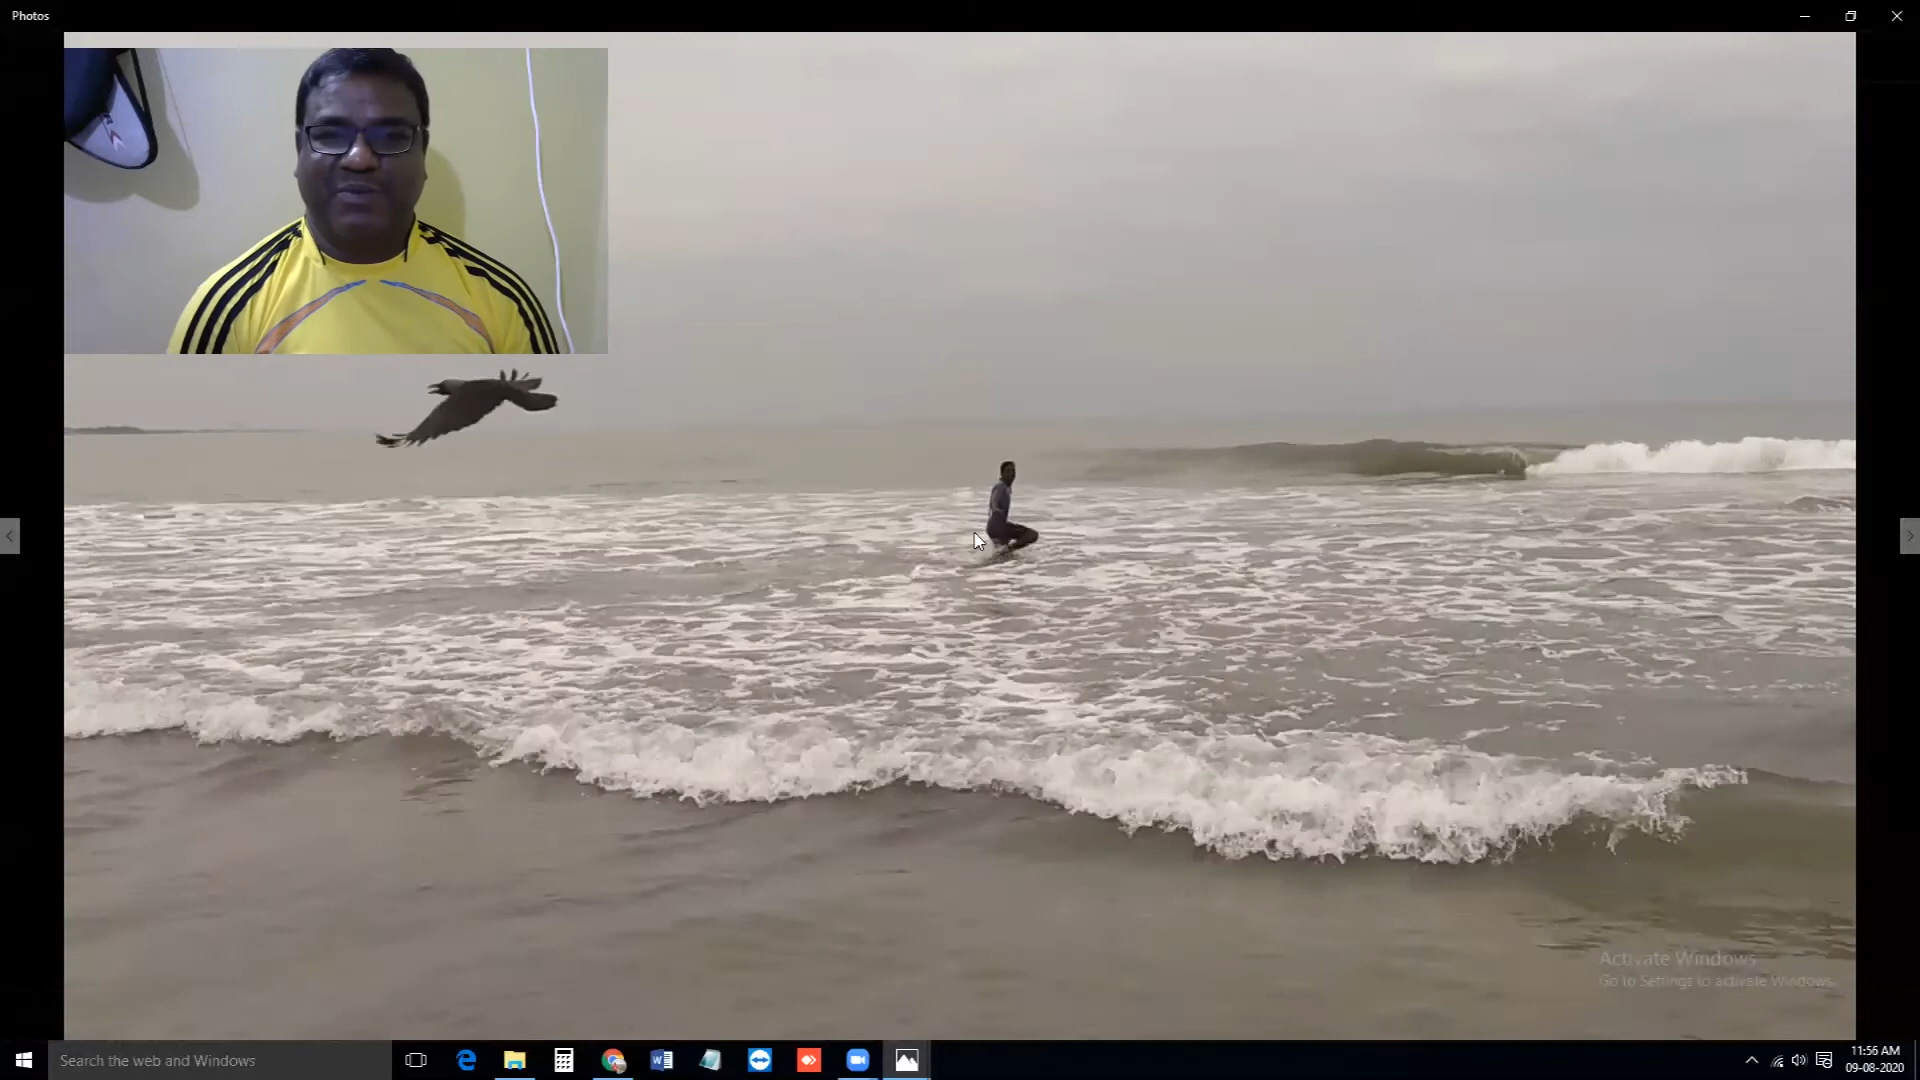 Photos
Activate Windows
Go to Settings to activate Windows.
Search the web and Windows
11:56 AM
09-08-2020